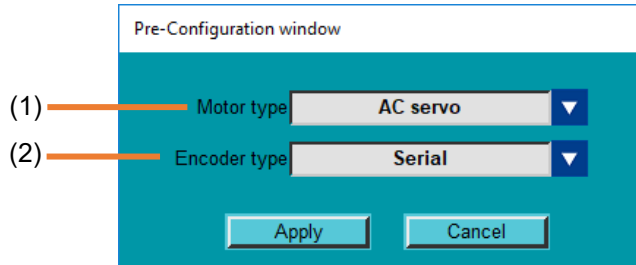 Pre-Configuration window
(1) Motor type AC servo
(2) Encoder type Serial
Apply Cancel